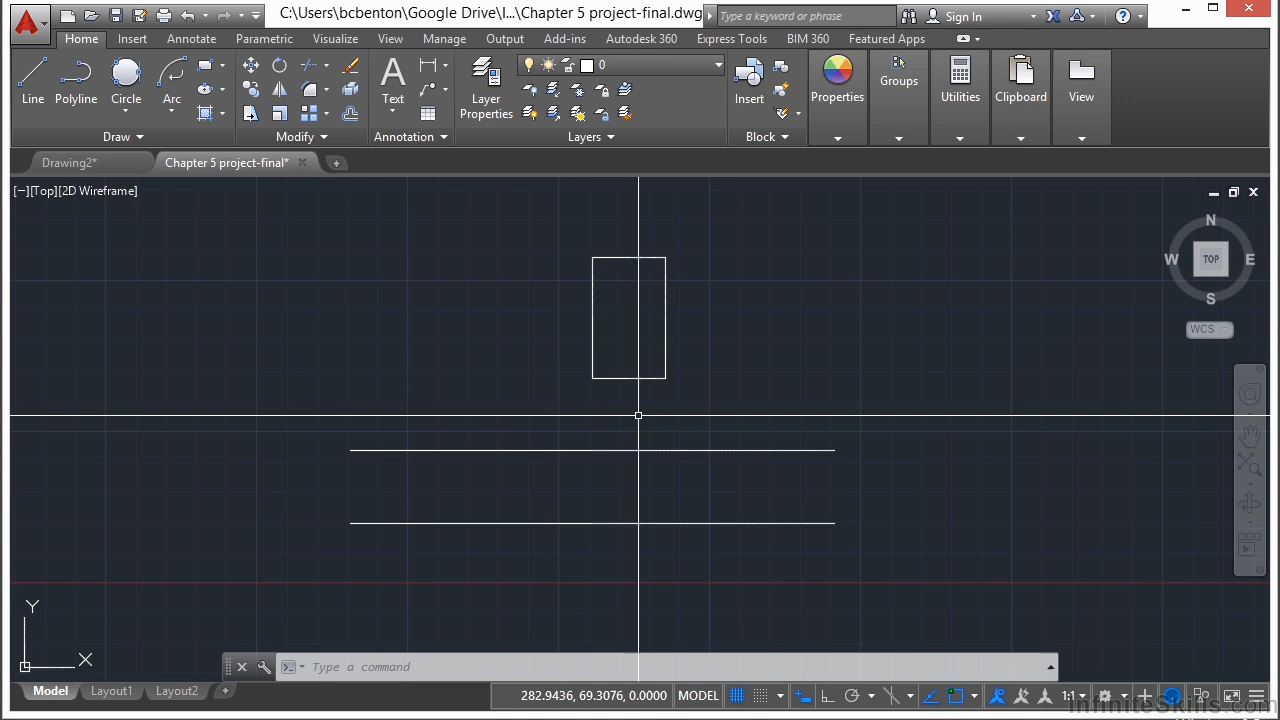 C:\Users\bcbenton\Google Drive\I...\Chapter 5 project-final.dwg
Type a keyword or phrase
Sign In
Home Insert Annotate Parametric Visualize View Manage Output Add-ins Autodesk 360 Express Tools BIM 360 Featured Apps
0
Line Polyline Circle Arc Text Layer Properties Insert Properties Groups Utilities Clipboard View
Draw Modify Annotation Layers Block
Drawing2* Chapter 5 project-final*
[−][Top][2D Wireframe]
N
W TOP E
S
WCS
Y
X
Type a command
Model Layout1 Layout2 282.9436, 69.3076, 0.0000 MODEL 1:1
InfiniteSkills.com